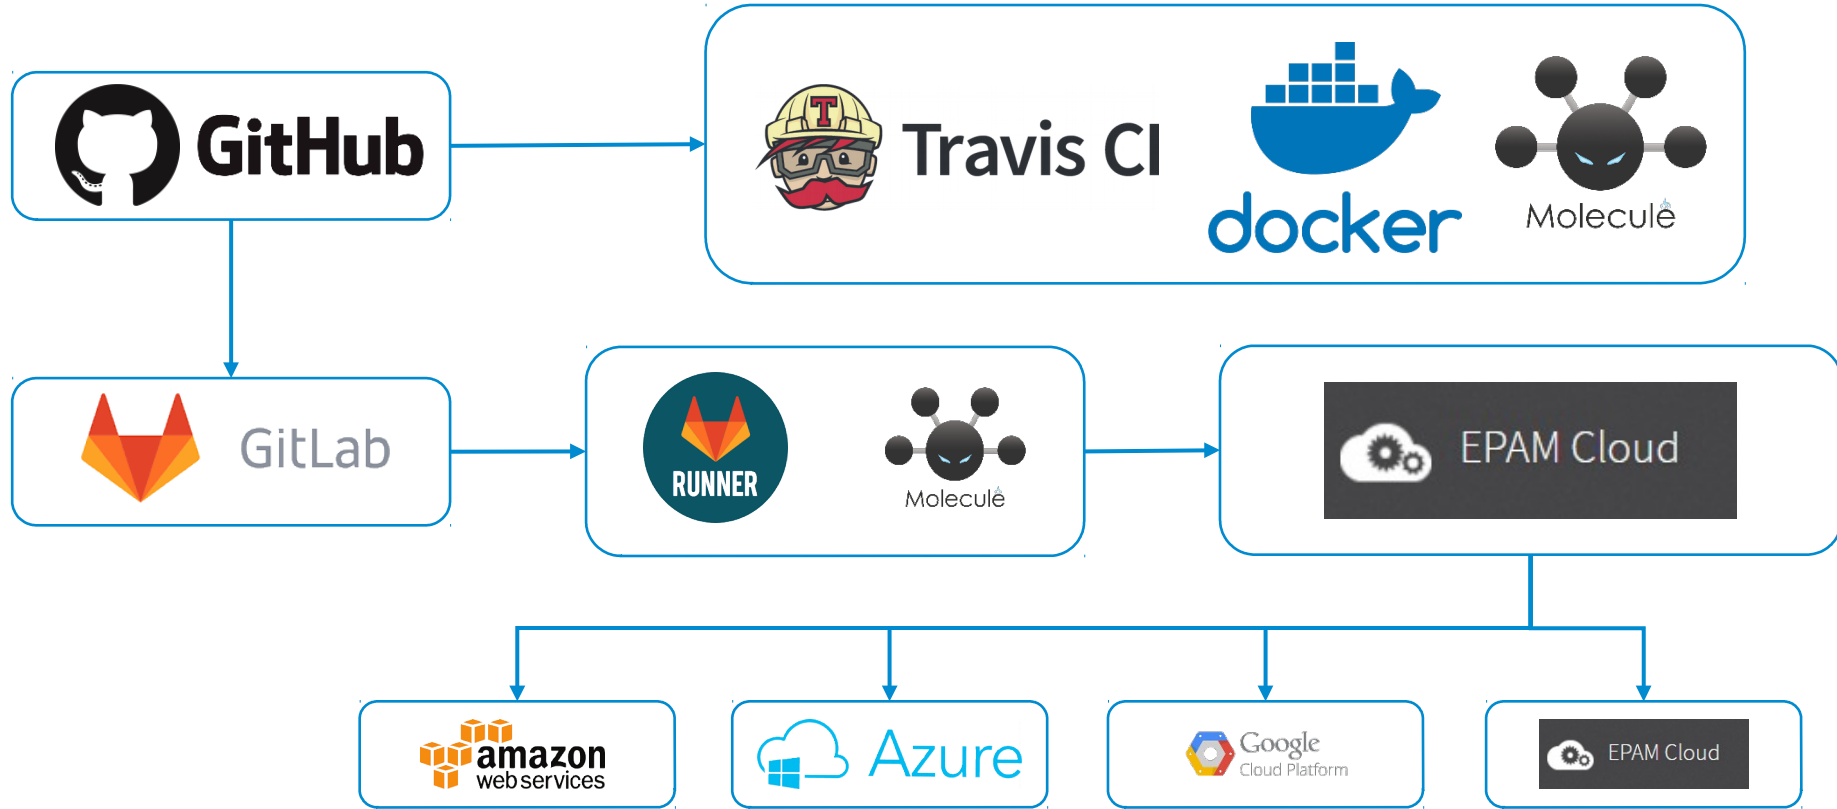 GitHub
T
Travis CI
docker
Molecule
GitLab
RUNNER
Molecule
EPAM Cloud
amazon
web services
Azure
Google
Cloud Platform
EPAM Cloud